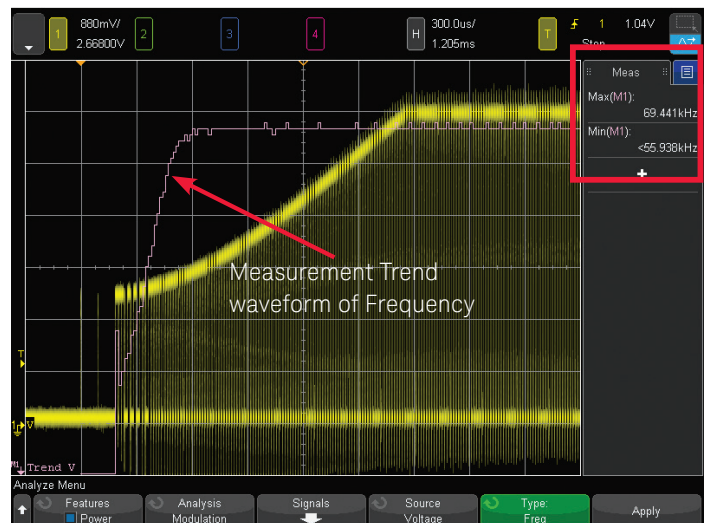 1 880mV/ 2.66800V 2 3 4 H 300.0us/ 1.205ms T 1 1.04V
Stop
Meas
Max(M1):
69.441kHz
Min(M1):
<55.938kHz
+
Measurement Trend
waveform of Frequency
T
1 V
M1 Trend V
Analyze Menu
Features
Power
Analysis
Modulation
Signals
Source
Voltage
Type:
Freq
Apply